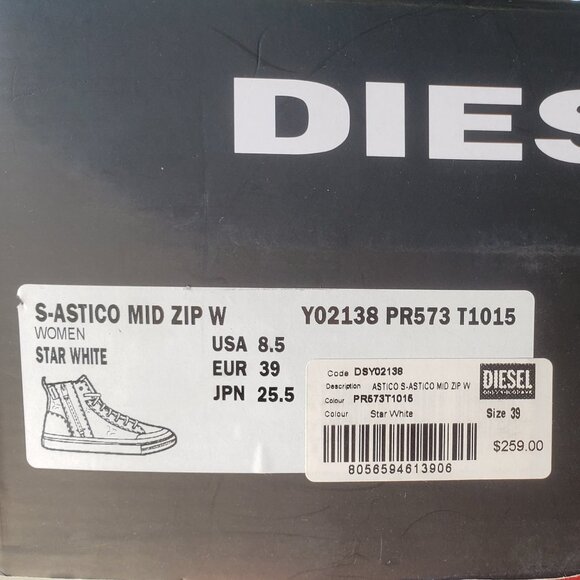 DIES
S-ASTICO MID ZIP W Y02138 PR573 T1015
WOMEN
STAR WHITE
USA 8.5
EUR 39
JPN 25.5
Code DSY02138
Description ASTICO S-ASTICO MID ZIP W
Colour PR573T1015
Colour Star White
DIESEL
Size 39
$259.00
8056594613906